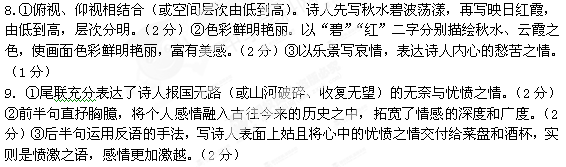 8.①俯视、仰视相结合（或空间层次由低到高）。诗人先写秋水碧波荡漾，再写映日红霞，
由低到高，层次分明。（2分）②色彩鲜明艳丽。以“碧”“红”二字分别描绘秋水、云霞之
色，使画面色彩鲜明艳丽，富有美感。（2分）③以乐景写哀情，表达诗人内心的愁苦之情。
（1分）
9. ①尾联充分表达了诗人报国无路（或山河破碎、收复无望）的无奈与忧愤之情。（2分）
②前半句直抒胸臆，将个人感情融入古往今来的历史之中，拓宽了情感的深度和广度。（2
分）③后半句运用反语的手法，写诗人表面上姑且将心中的忧愤之情交付给菜盘和酒杯，实
则是愤激之语，感情更加激越。（2分）